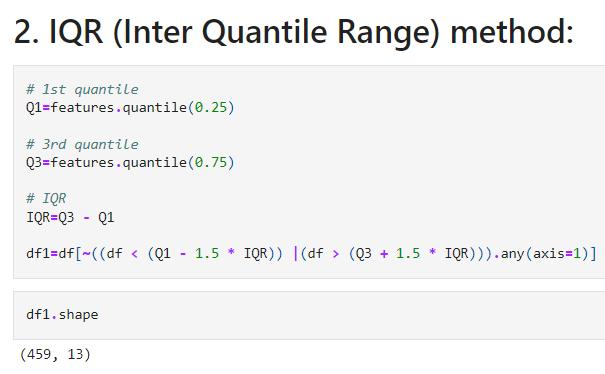 2. IQR (Inter Quantile Range) method:
# 1st quantile
Q1=features.quantile(0.25)
# 3rd quantile
Q3=features.quantile(0.75)
# IQR
IQR=Q3 - Q1
df1=df[~((df < (Q1 - 1.5 * IQR)) |(df > (Q3 + 1.5 * IQR))).any(axis=1)]
df1.shape
(459, 13)